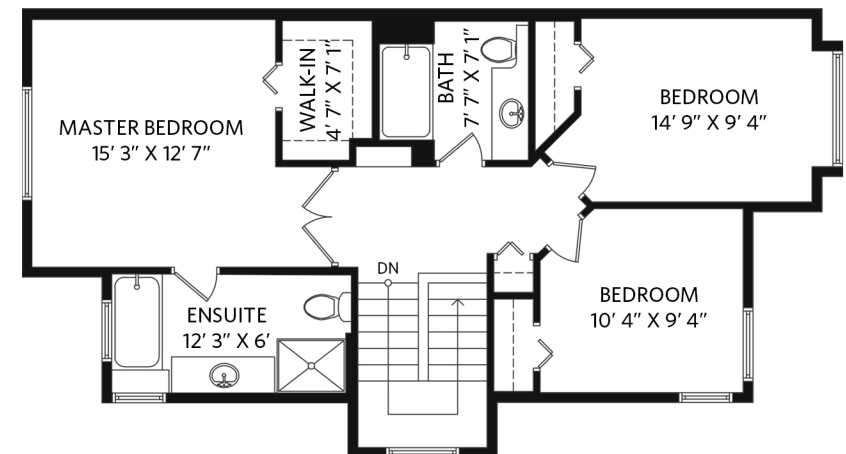 MASTER BEDROOM
15′ 3″ X 12′ 7″
WALK-IN
4′ 7″ X 7′ 1″
BATH
7′ 7″ X 7′ 1″
BEDROOM
14′ 9″ X 9′ 4″
DN
ENSUITE
12′ 3″ X 6′
BEDROOM
10′ 4″ X 9′ 4″